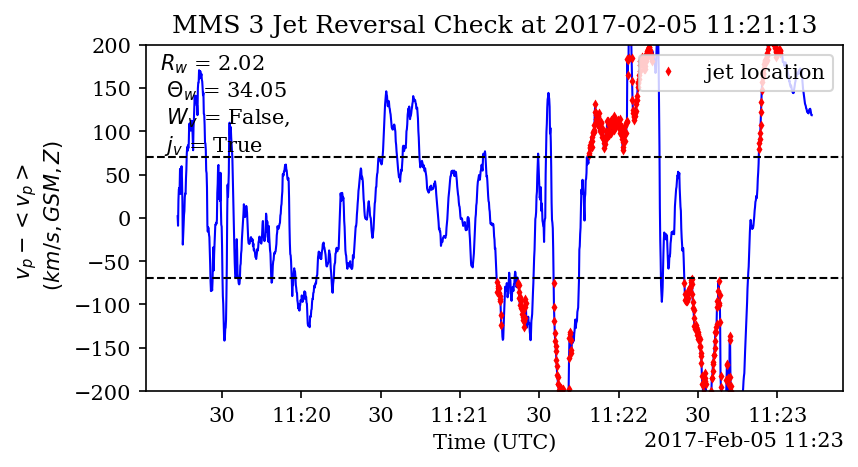 MMS 3 Jet Reversal Check at 2017-02-05 11:21:13
R_w = 2.02
Θ_w = 34.05
W_v = False,
j_v = True
jet location
v_p − < v_p >
(km/s, GSM, Z)
200
150
100
50
0
−50
−100
−150
−200
30 11:20 30 11:21 30 11:22 30 11:23
Time (UTC)
2017-Feb-05 11:23